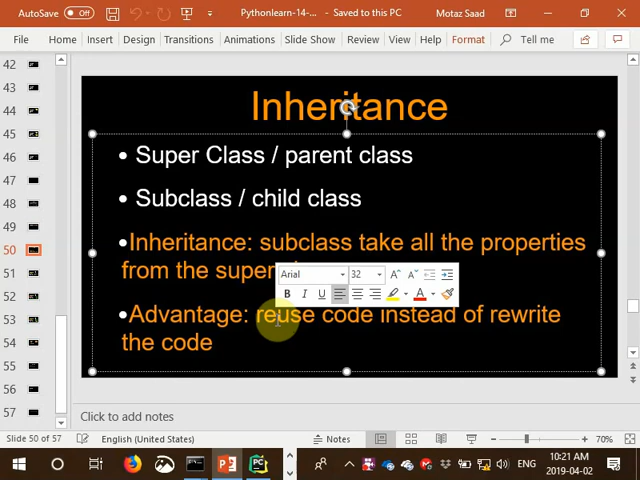 AutoSave Off
Pythonlearn-14-... - Saved to this PC
Motaz Saad
File Home Insert Design Transitions Animations Slide Show Review View Help Format Tell me
42
43
44
45
46
47
48
49
50
51
52
53
54
55
56
57
Inheritance
• Super Class / parent class
• Subclass / child class
•Inheritance: subclass take all the properties
from the super
Arial 32
B I U A
•Advantage: reuse code instead of rewrite
the code
Click to add notes
Slide 50 of 57 English (United States) Notes 70%
10:21 AM
ENG
2019-04-02